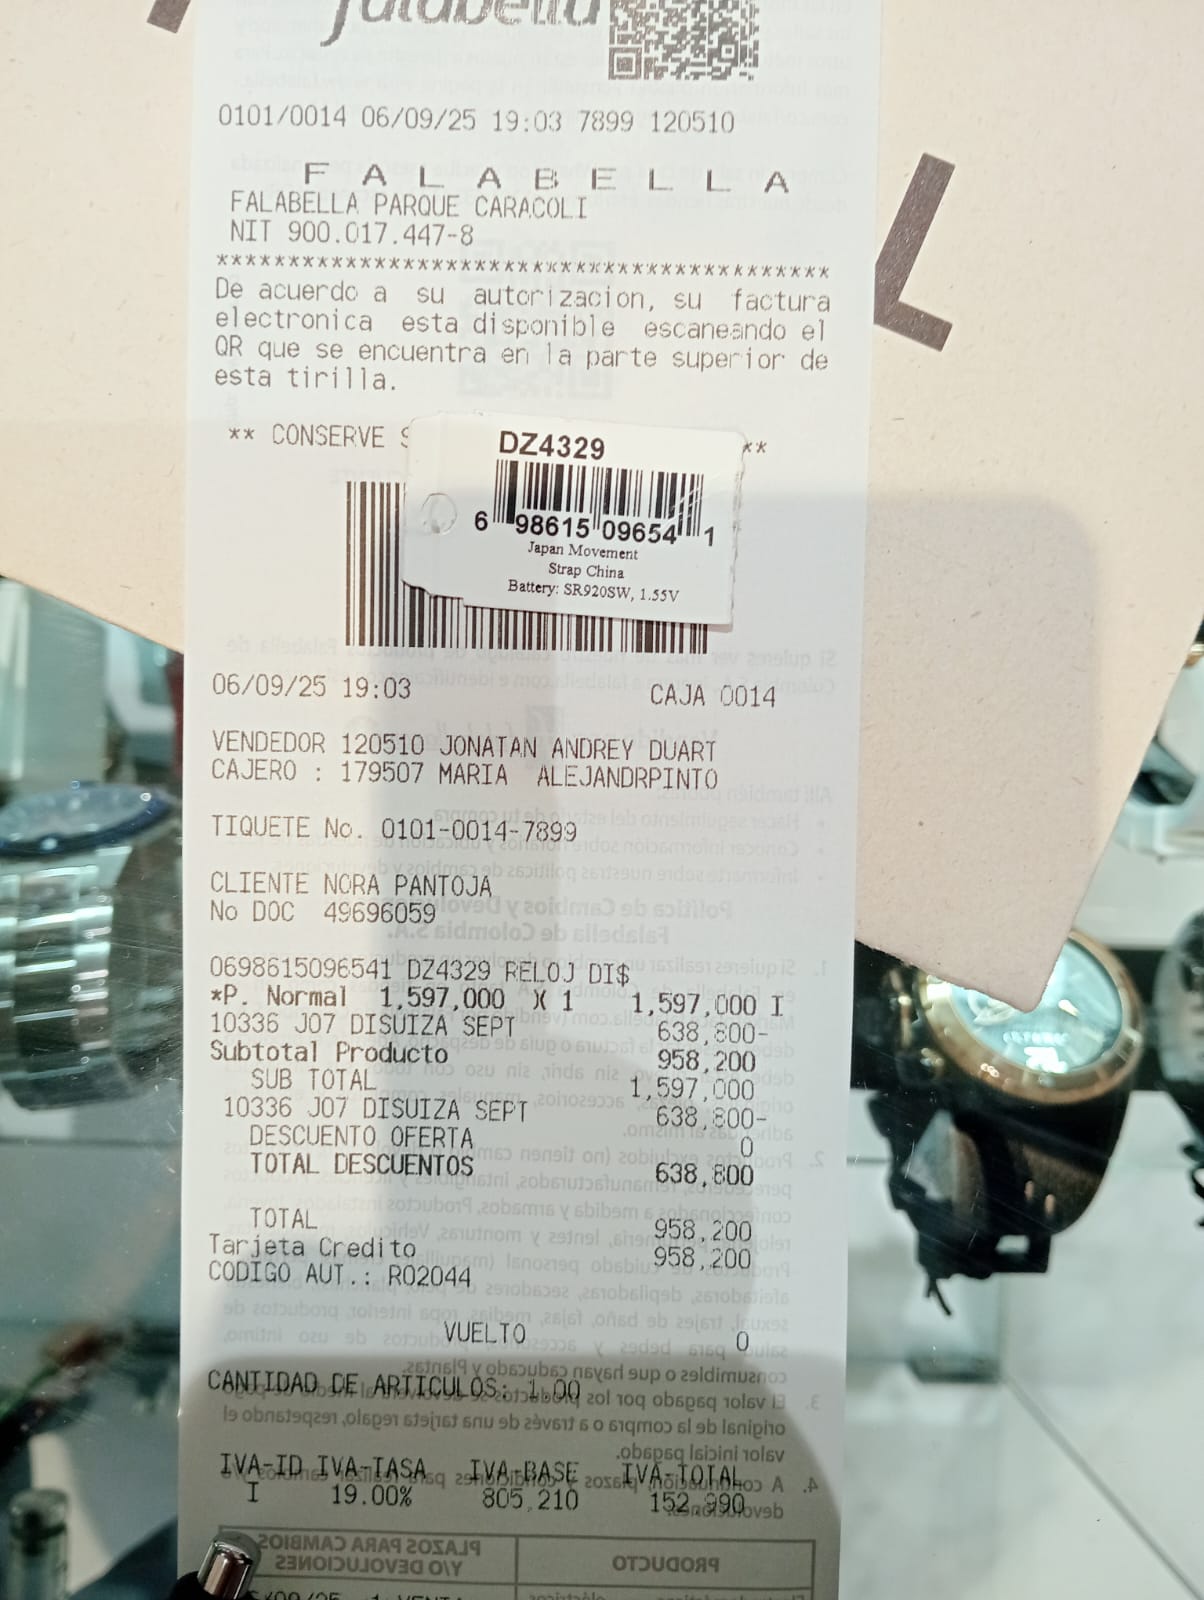 falabella
0101/0014 06/09/25 19:03 7899 120510
F A L A B E L L A
FALABELLA PARQUE CARACOLI
NIT 900.017.447-8
*******************************************
De acuerdo a su autorizacion, su factura
electronica esta disponible escaneando el
QR que se encuentra en la parte superior de
esta tirilla.
** CONSERVE S **
DZ4329
6 98615 09654 1
Japan Movement
Strap China
Battery: SR920SW, 1.55V
06/09/25 19:03 CAJA 0014
VENDEDOR 120510 JONATAN ANDREY DUART
CAJERO : 179507 MARIA ALEJANDRPINTO
TIQUETE No. 0101-0014-7899
CLIENTE NORA PANTOJA
No DOC 49696059
0698615096541 DZ4329 RELOJ DI$
*P. Normal 1,597,000 X 1 1,597,000 I
10336 J07 DISUIZA SEPT 638,800-
Subtotal Producto 958,200
SUB TOTAL 1,597,000
10336 J07 DISUIZA SEPT 638,800-
DESCUENTO OFERTA 0
TOTAL DESCUENTOS 638,800
TOTAL 958,200
Tarjeta Credito 958,200
CODIGO AUT.: R02044
VUELTO 0
CANTIDAD DE ARTICULOS: 1.00
IVA-ID IVA-TASA IVA-BASE IVA-TOTAL
I 19.00% 805,210 152,990